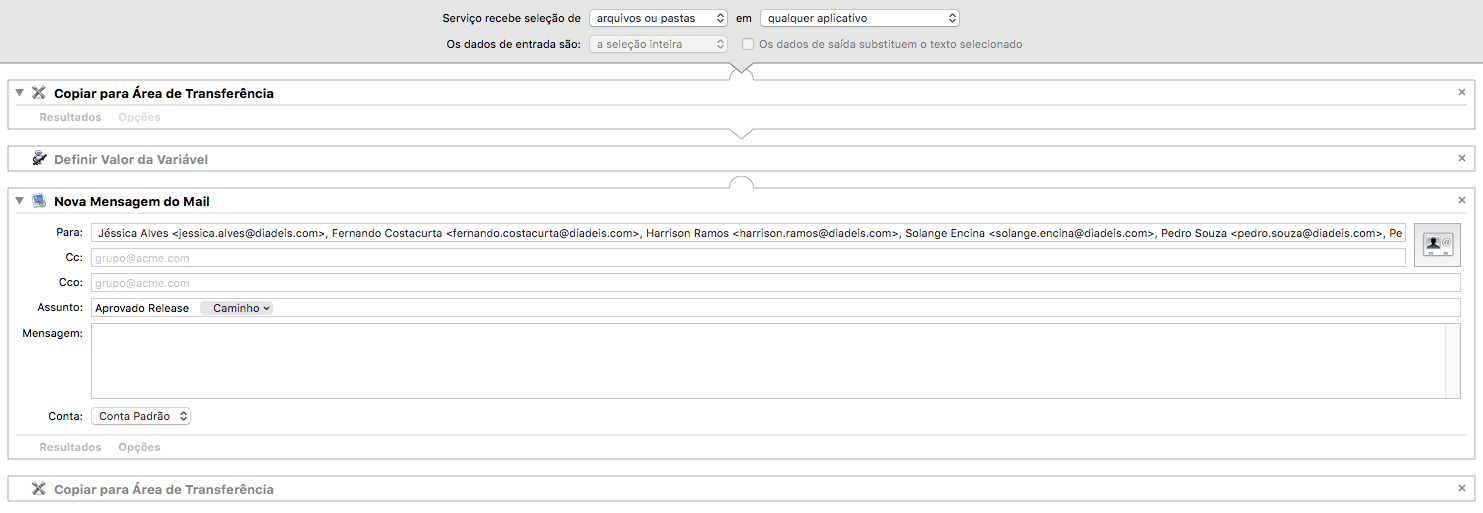 Serviço recebe seleção de arquivos ou pastas em qualquer aplicativo
Os dados de entrada são: a seleção inteira Os dados de saída substituem o texto selecionado
Copiar para Área de Transferência
Resultados Opções
Definir Valor da Variável
Nova Mensagem do Mail
Para: Jéssica Alves <jessica.alves@diadeis.com>, Fernando Costacurta <fernando.costacurta@diadeis.com>, Harrison Ramos <harrison.ramos@diadeis.com>, Solange Encina <solange.encina@diadeis.com>, Pedro Souza <pedro.souza@diadeis.com>, Pe
Cc: grupo@acme.com
Cco: grupo@acme.com
Assunto: Aprovado Release Caminho
Mensagem:
Conta: Conta Padrão
Resultados Opções
Copiar para Área de Transferência